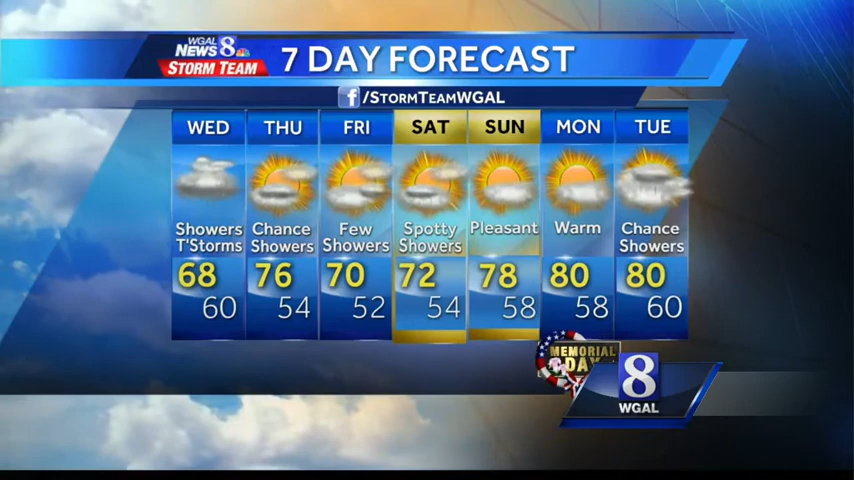 WGAL
NEWS 8
STORM TEAM
7 DAY FORECAST
f /STORMTEAMWGAL
WED THU FRI SAT SUN MON TUE
Showers T'Storms
Chance Showers
Few Showers
Spotty Showers
Pleasant
Warm
Chance Showers
68 76 70 72 78 80 80
60 54 52 54 58 58 60
MEMORIAL
DAY
8
WGAL